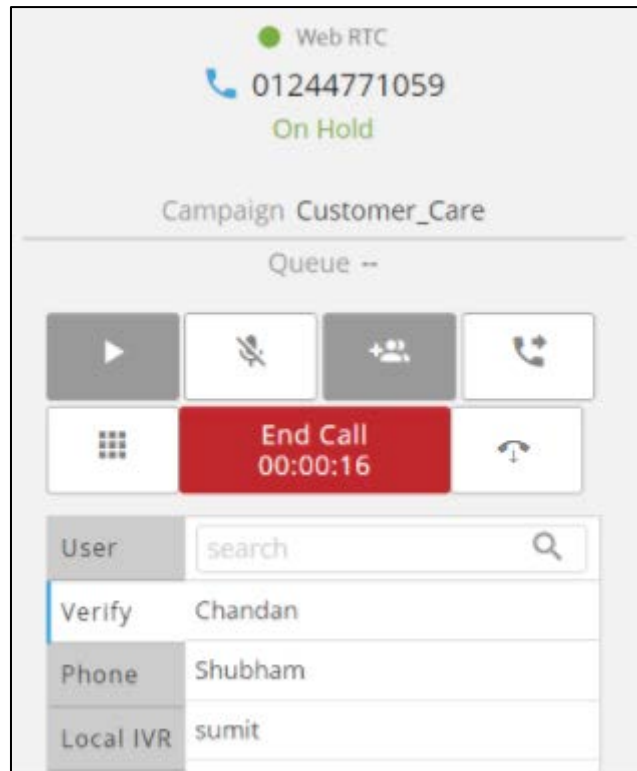 Web RTC
01244771059
On Hold
Campaign Customer_Care
Queue --
End Call
00:00:16
User search
Verify Chandan
Phone Shubham
Local IVR sumit